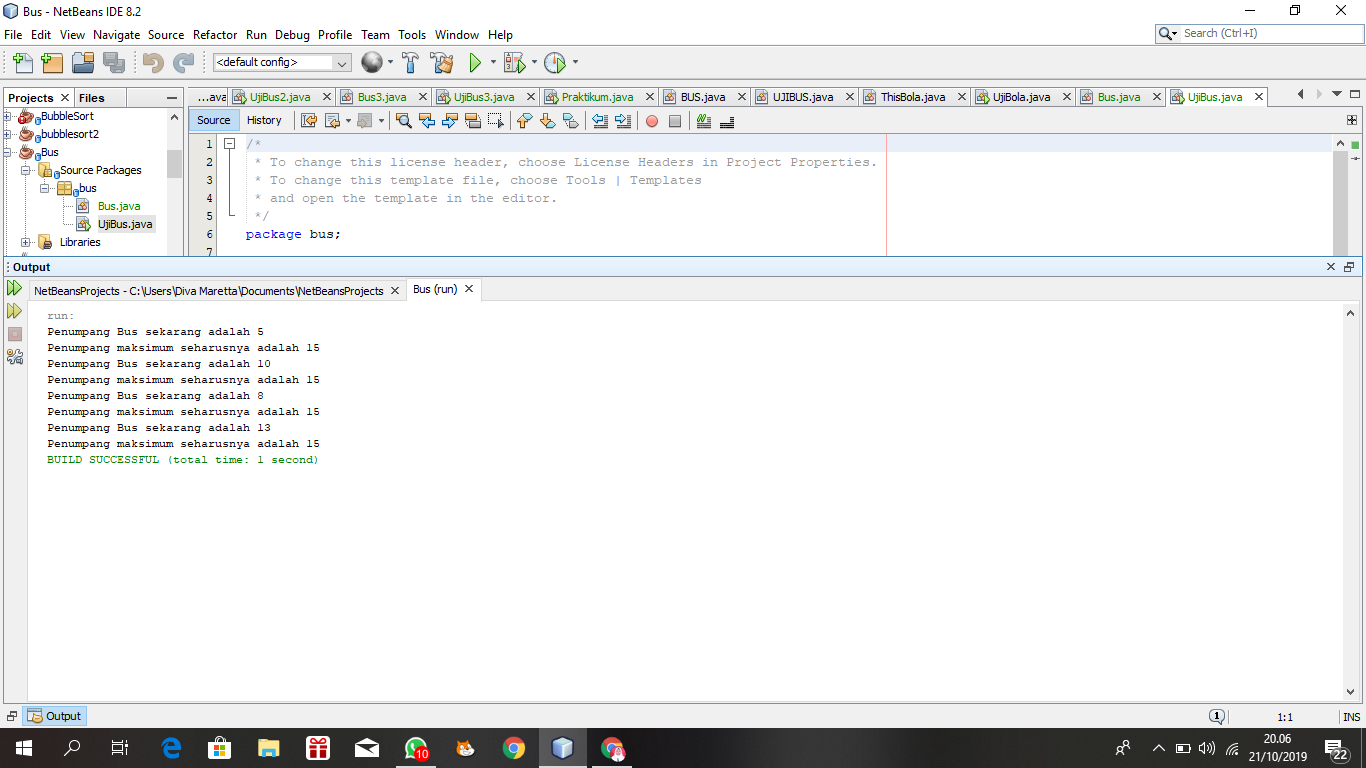 Bus - NetBeans IDE 8.2
File Edit View Navigate Source Refactor Run Debug Profile Team Tools Window Help
Search (Ctrl+I)
<default config>
Projects Files
...ava UjiBus2.java Bus3.java UjiBus3.java Praktikum.java BUS.java UJIBUS.java ThisBola.java UjiBola.java Bus.java UjiBus.java
BubbleSort
bubblesort2
Bus
Source Packages
bus
Bus.java
UjiBus.java
Libraries
Source History
1 /*
2 * To change this license header, choose License Headers in Project Properties.
3 * To change this template file, choose Tools | Templates
4 * and open the template in the editor.
5 */
6 package bus;
7
Output
NetBeansProjects - C:\Users\Diva Maretta\Documents\NetBeansProjects Bus (run)
run:
Penumpang Bus sekarang adalah 5
Penumpang maksimum seharusnya adalah 15
Penumpang Bus sekarang adalah 10
Penumpang maksimum seharusnya adalah 15
Penumpang Bus sekarang adalah 8
Penumpang maksimum seharusnya adalah 15
Penumpang Bus sekarang adalah 13
Penumpang maksimum seharusnya adalah 15
BUILD SUCCESSFUL (total time: 1 second)
Output
1 1:1 INS
10
20.06
21/10/2019
22